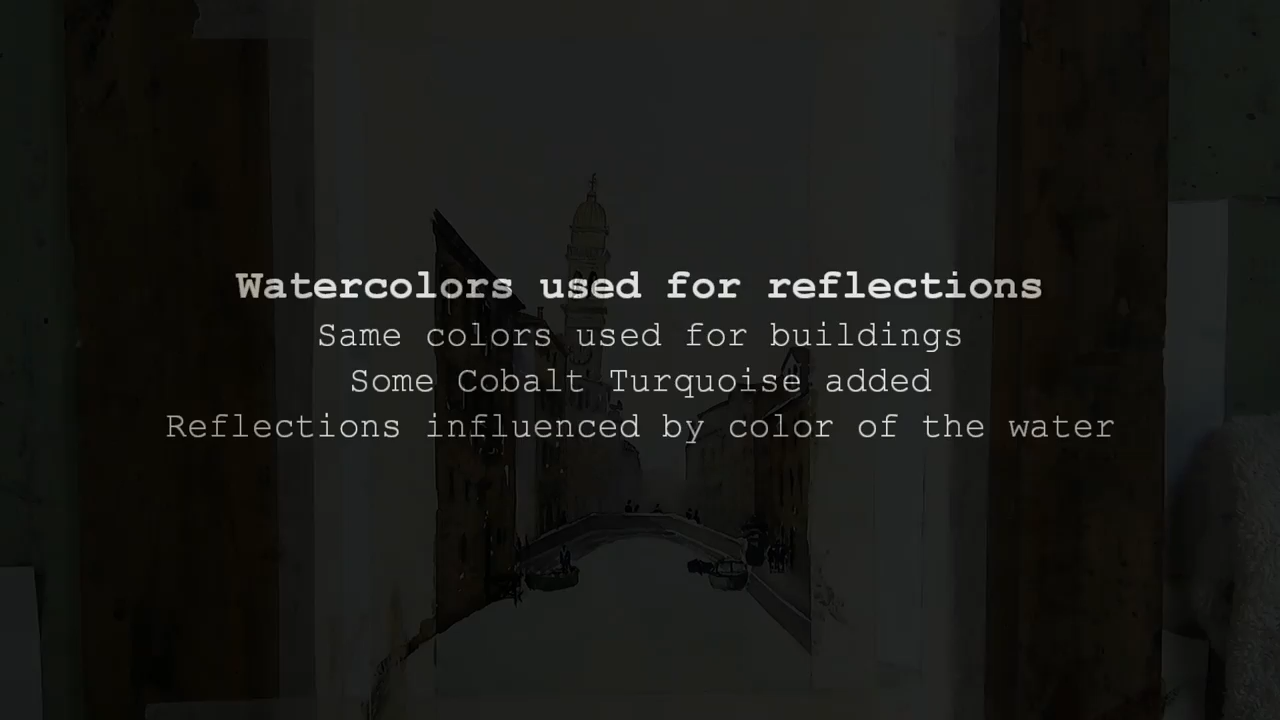 Watercolors used for reflections
Same colors used for buildings
Some Cobalt Turquoise added
Reflections influenced by color of the water